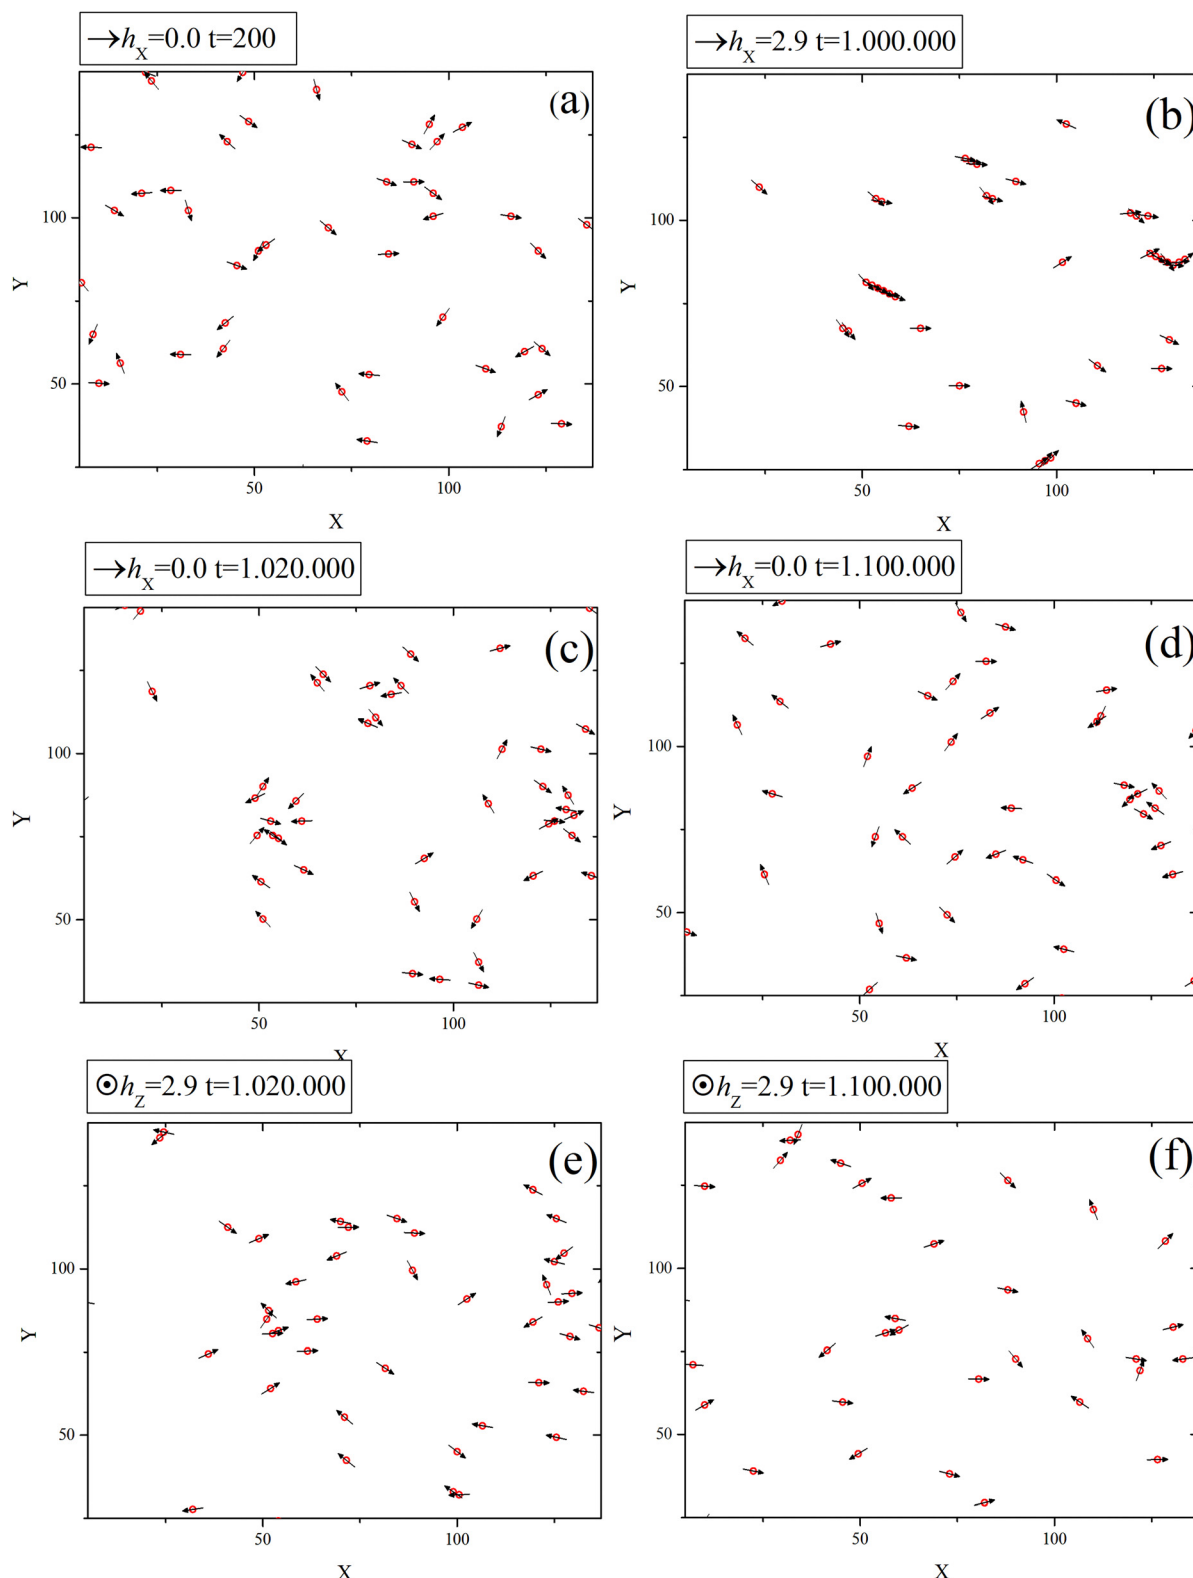 →hX=0.0 t=200
(a)
100
50
Y
50
100
X
→hX=2.9 t=1.000.000
(b)
100
50
Y
50
100
X
→hX=0.0 t=1.020.000
(c)
100
50
Y
50
100
X
→hX=0.0 t=1.100.000
(d)
100
50
Y
50
100
X
⊙hZ=2.9 t=1.020.000
(e)
100
50
Y
50
100
X
⊙hZ=2.9 t=1.100.000
(f)
100
50
Y
50
100
X